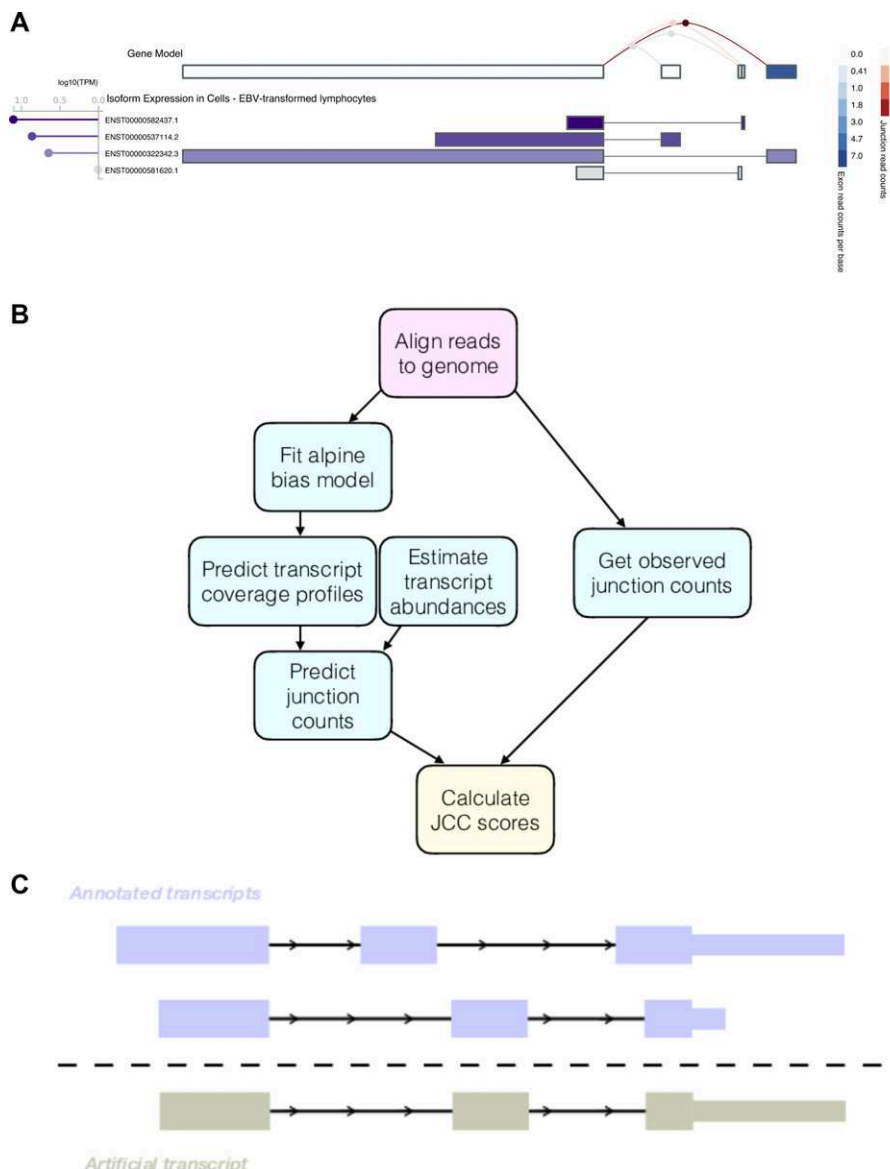 A
Gene Model
log10(TPM)
1.0 0.5 0.0
Isoform Expression in Cells - EBV-transformed lymphocytes
ENST00000582437.1
ENST00000537114.2
ENST00000322342.3
ENST00000581620.1
0.0
0.41
1.0
1.8
3.0
4.7
7.0
Exon read counts per base
Junction read counts
B
Align reads
to genome
Fit alpine
bias model
Predict transcript
coverage profiles
Estimate
transcript
abundances
Get observed
junction counts
Predict
junction
counts
Calculate
JCC scores
C
Annotated transcripts
Artificial transcript